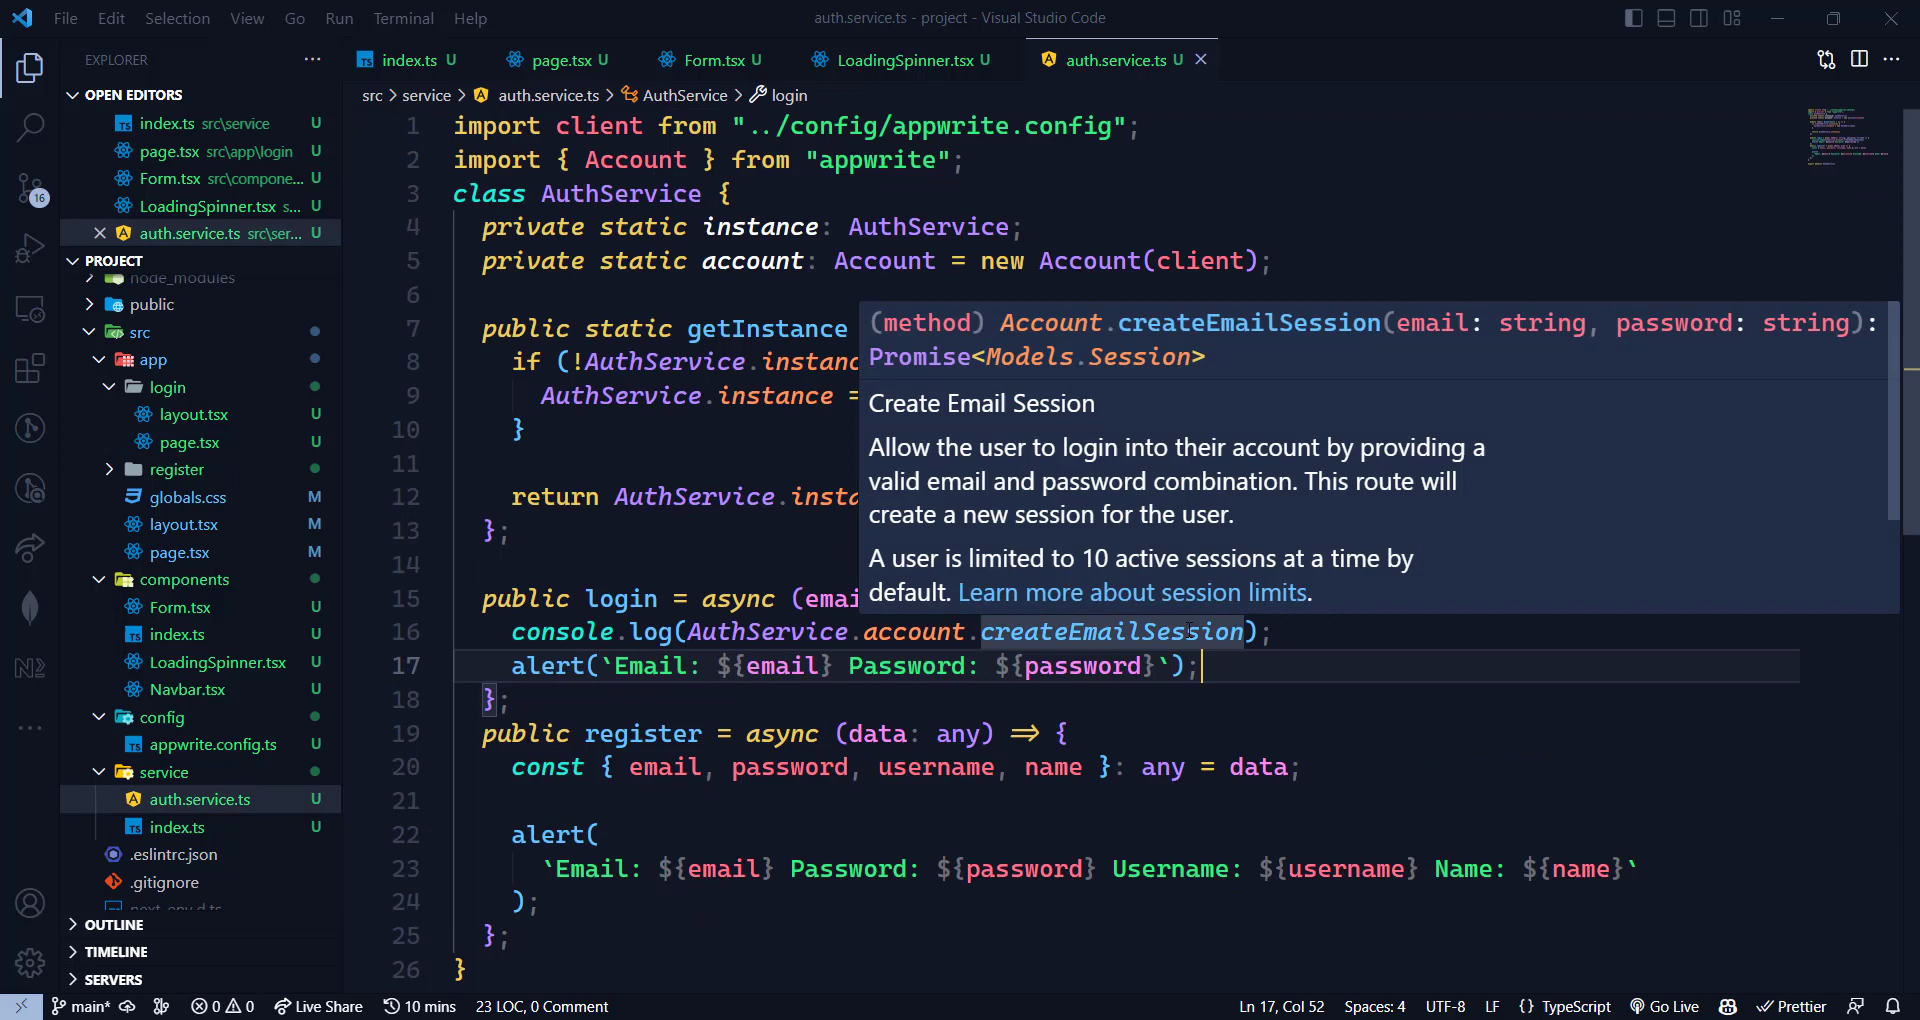 File Edit Selection View Go Run Terminal Help
auth.service.ts - project - Visual Studio Code
EXPLORER
OPEN EDITORS
index.ts src\service U
page.tsx src\app\login U
Form.tsx src\compone... U
LoadingSpinner.tsx s... U
auth.service.ts src\ser... U
PROJECT
node_modules
public
src
app
login
layout.tsx U
page.tsx U
register
globals.css M
layout.tsx M
page.tsx M
components
Form.tsx U
index.ts U
LoadingSpinner.tsx U
Navbar.tsx U
config
appwrite.config.ts U
service
auth.service.ts U
index.ts U
.eslintrc.json
.gitignore
next-env.d.ts
OUTLINE
TIMELINE
SERVERS
16
index.ts U page.tsx U Form.tsx U LoadingSpinner.tsx U auth.service.ts U
src > service > auth.service.ts > AuthService > login
1 import client from "../config/appwrite.config";
2 import { Account } from "appwrite";
3 class AuthService {
4 private static instance: AuthService;
5 private static account: Account = new Account(client);
6
7 public static getInstance
8 if (!AuthService.instanc
9 AuthService.instance =
10 }
11
12 return AuthService.insta
13 };
14
15 public login = async (emai
16 console.log(AuthService.account.createEmailSession);
17 alert(`Email: ${email} Password: ${password}`);
18 };
19 public register = async (data: any) => {
20 const { email, password, username, name }: any = data;
21
22 alert(
23 `Email: ${email} Password: ${password} Username: ${username} Name: ${name}`
24 );
25 };
26 }
(method) Account.createEmailSession(email: string, password: string):
Promise<Models.Session>
Create Email Session
Allow the user to login into their account by providing a
valid email and password combination. This route will
create a new session for the user.
A user is limited to 10 active sessions at a time by
default. Learn more about session limits.
main* 0 0 Live Share 10 mins 23 LOC, 0 Comment Ln 17, Col 52 Spaces: 4 UTF-8 LF {} TypeScript Go Live Prettier